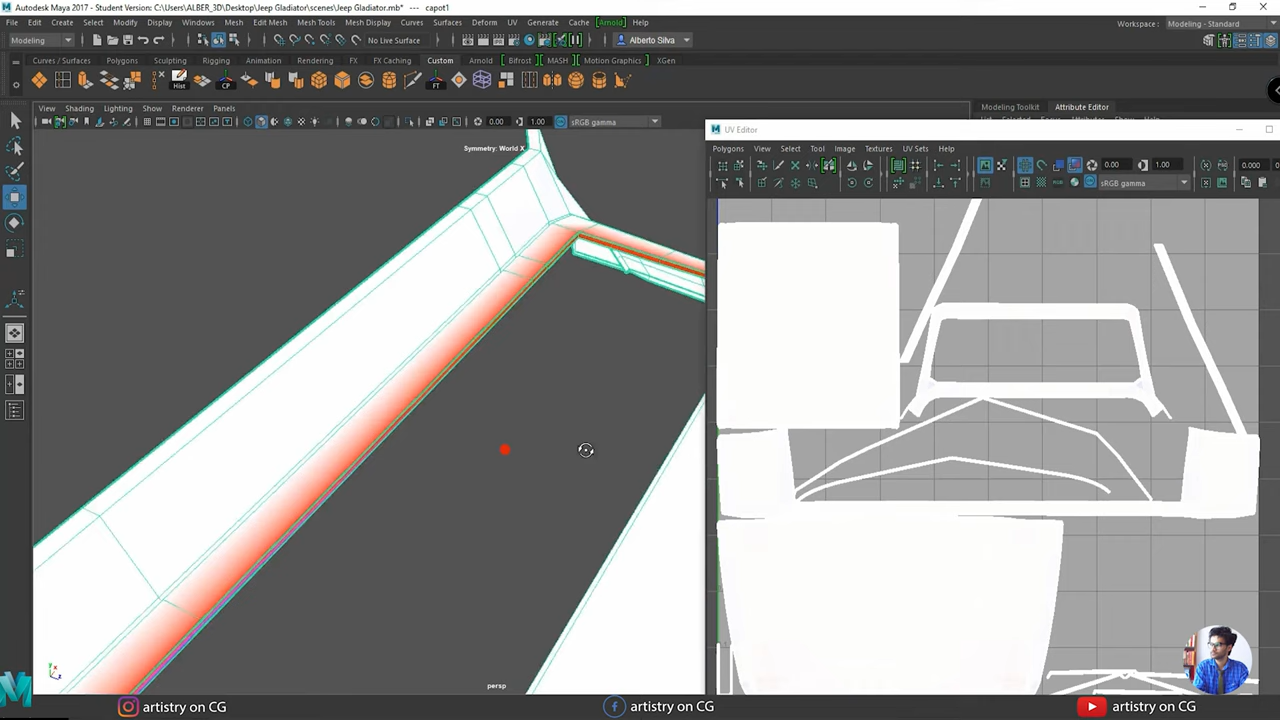 Autodesk Maya 2017 - Student Version: C:\Users\ALBER_3D\Desktop\Jeep Gladiator\scenes\Jeep Gladiator.mb* --- capot1
File Edit Create Select Modify Display Windows Mesh Edit Mesh Mesh Tools Mesh Display Curves Surfaces Deform UV Generate Cache Arnold Help
Workspace : Modeling - Standard
Modeling No Live Surface Alberto Silva
Curves / Surfaces Polygons Sculpting Rigging Animation Rendering FX FX Caching Custom Arnold Bifrost MASH Motion Graphics XGen
Hist CP FT
View Shading Lighting Show Renderer Panels
Modeling Toolkit Attribute Editor
0.00 1.00 sRGB gamma
UV Editor
Polygons View Select Tool Image Textures UV Sets Help
0.00 1.00 0.000
sRGB gamma
Symmetry: World X
persp
artistry on CG
artistry on CG
artistry on CG